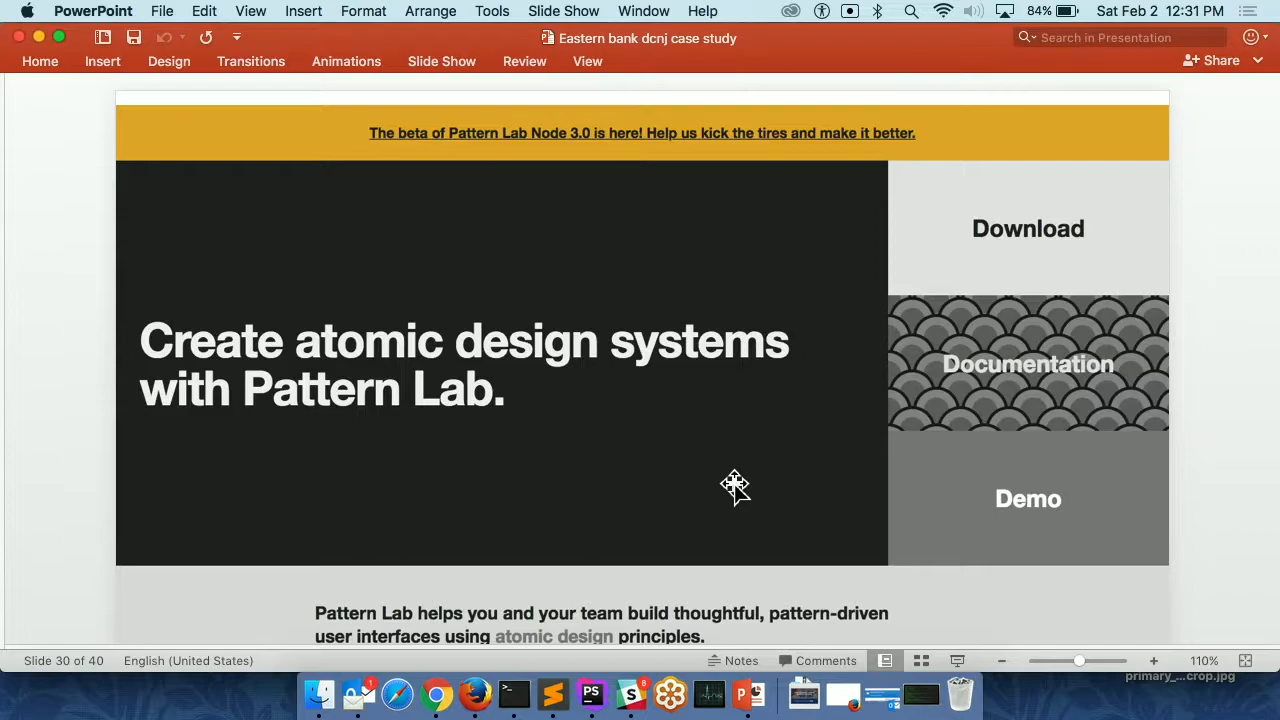 PowerPoint File Edit View Insert Format Arrange Tools Slide Show Window Help 84% Sat Feb 2 12:31 PM
Eastern bank dcnj case study
Search in Presentation
Home Insert Design Transitions Animations Slide Show Review View Share
The beta of Pattern Lab Node 3.0 is here! Help us kick the tires and make it better.
Download
Create atomic design systems
with Pattern Lab.
Documentation
Demo
Pattern Lab helps you and your team build thoughtful, pattern-driven
user interfaces using atomic design principles.
Slide 30 of 40 English (United States) Notes Comments 110%
primary_...crop.jpg
1
8
PS
S
P